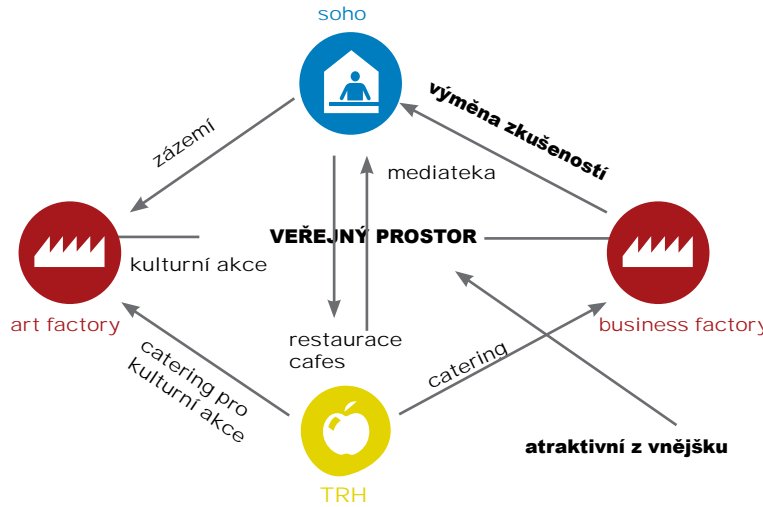 soho
výměna zkušeností
zázemí
mediateka
VEŘEJNÝ PROSTOR
kulturní akce
art factory
business factory
restaurace
cafes
catering pro
kulturní akce
catering
atraktivní z vnějšku
TRH